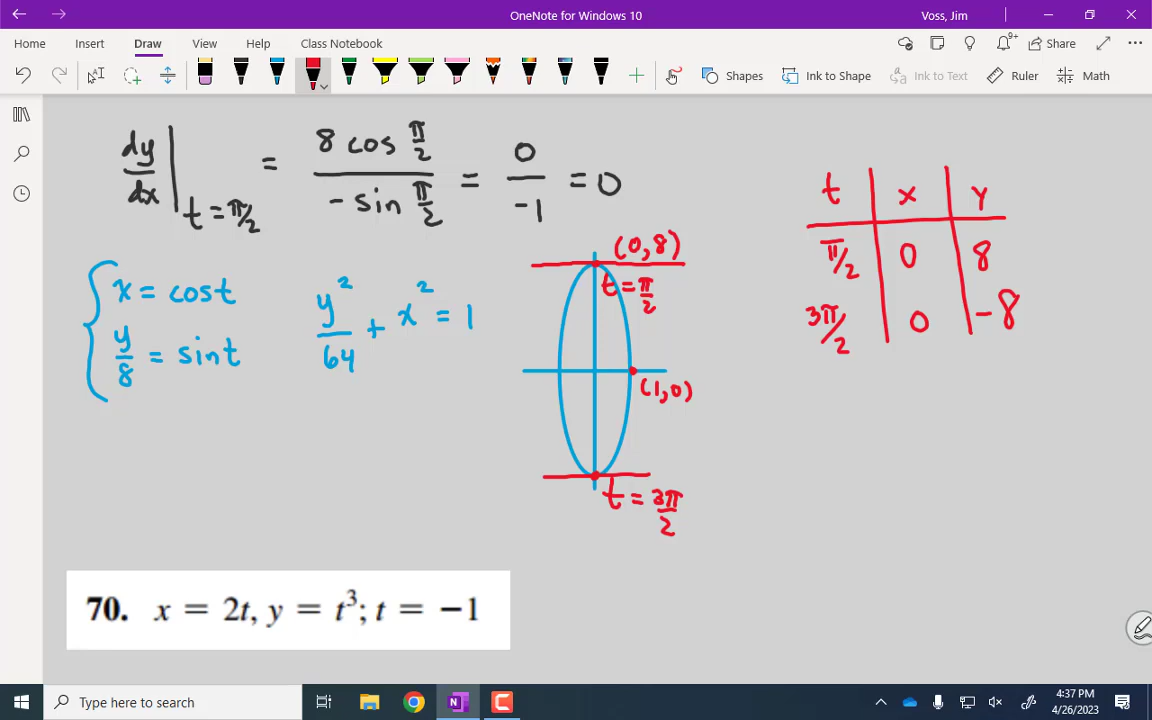 OneNote for Windows 10
Voss, Jim
Home Insert Draw View Help Class Notebook
9+
Share
Shapes
Ink to Shape
Ink to Text
Ruler
Math
dy/dx | t = π/2 = 8 cos π/2 / - sin π/2 = 0/-1 = 0
t x y
π/2 0 8
3π/2 0 -8
{ x = cost
y/8 = sint
y²/64 + x² = 1
(0,8)
t = π/2
(1,0)
t = 3π/2
70. x = 2t, y = t³; t = −1
Type here to search
4:37 PM
4/26/2023